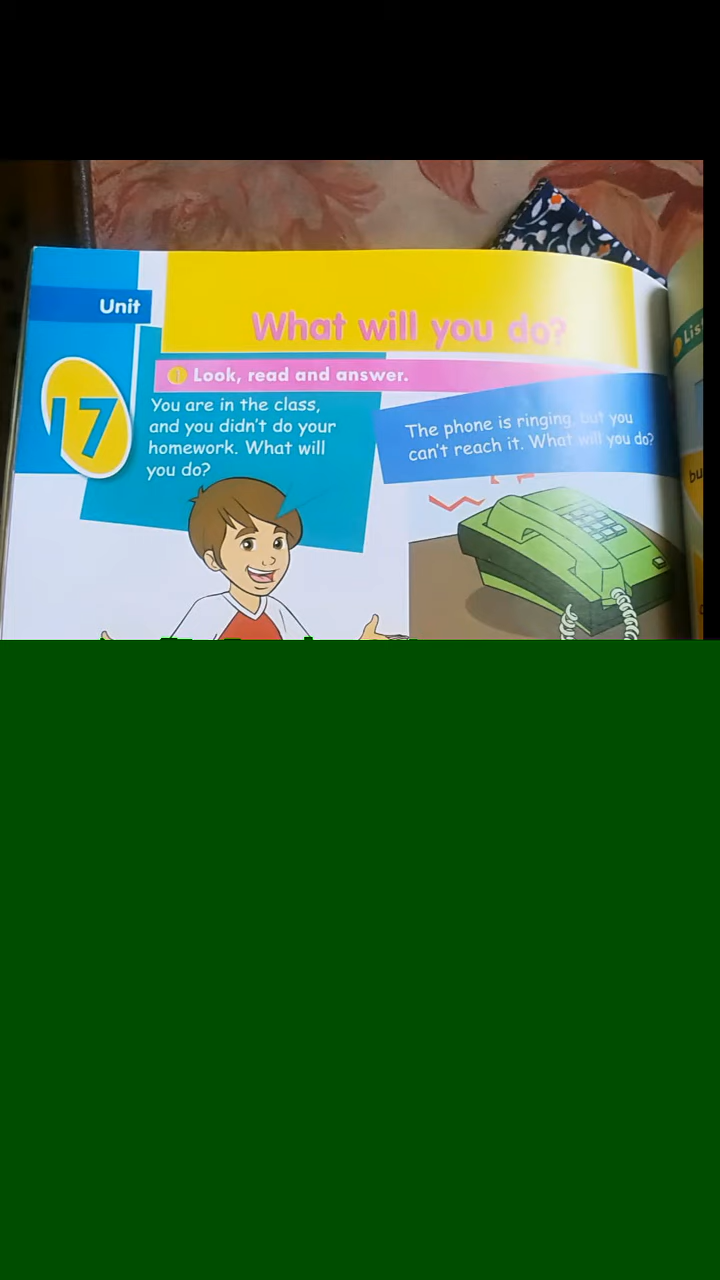 Unit
17
What will you do?
1 Look, read and answer.
You are in the class,
and you didn't do your
homework. What will
you do?
The phone is ringing, but you
can't reach it. What will you do?
Lis
bu